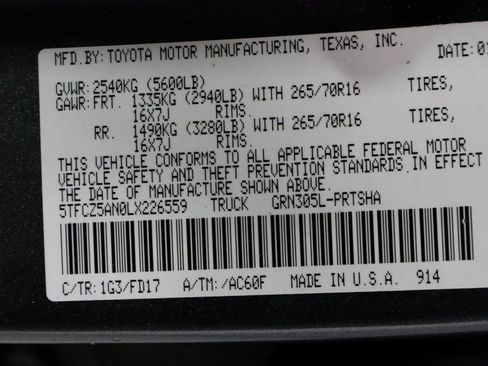 MFD.BY: TOYOTA MOTOR MANUFACTURING, TEXAS, INC. DATE: 01
GVWR: 2540KG (5600LB)
GAWR: FRT. 1335KG (2940LB) WITH 265/70R16 TIRES,
16X7J RIMS.
RR. 1490KG (3280LB) WITH 265/70R16 TIRES,
16X7J RIMS.
THIS VEHICLE CONFORMS TO ALL APPLICABLE FEDERAL MOTOR
VEHICLE SAFETY AND THEFT PREVENTION STANDARDS IN EFFECT
THE DATE OF MANUFACTURE SHOWN ABOVE.
5TFCZ5AN0LX226559 TRUCK GRN305L-PRTSHA
C/TR: 1G3/FD17 A/TM: /AC60F MADE IN U.S.A. 914